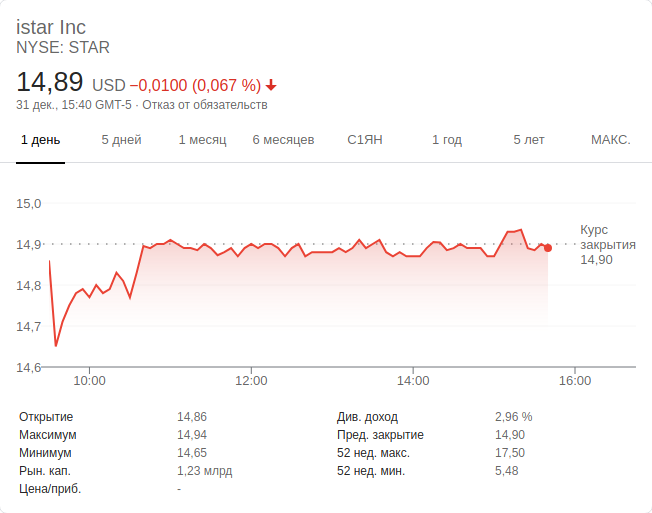 istar Inc
NYSE: STAR
14,89 USD −0,0100 (0,067 %)
31 дек., 15:40 GMT-5 · Отказ от обязательств
1 день 5 дней 1 месяц 6 месяцев С1ЯН 1 год 5 лет МАКС.
15,0
14,9
14,8
14,7
14,6
Курс
закрытия
14,90
10:00 12:00 14:00 16:00
Открытие 14,86 Див. доход 2,96 %
Максимум 14,94 Пред. закрытие 14,90
Минимум 14,65 52 нед. макс. 17,50
Рын. кап. 1,23 млрд 52 нед. мин. 5,48
Цена/приб. -